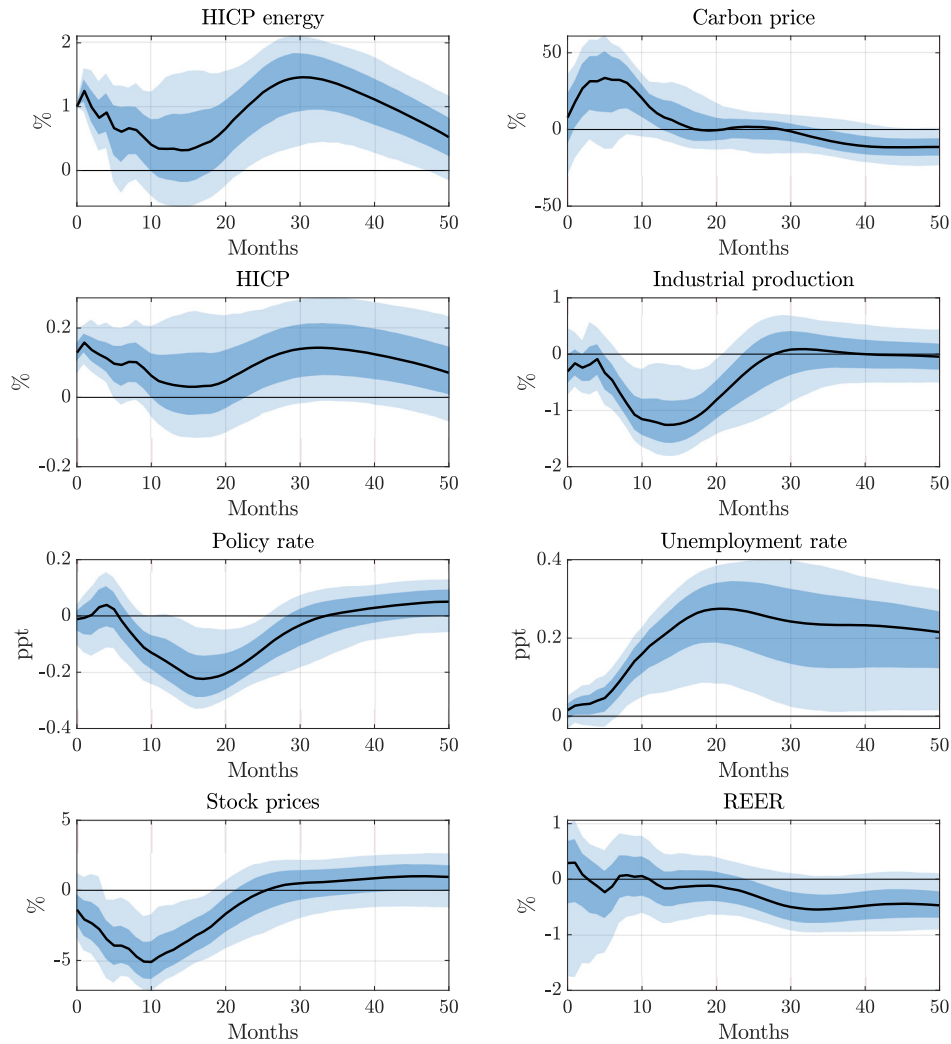 HICP energy
2
1
0
%
0 10 20 30 40 50
Months
Carbon price
50
0
-50
%
0 10 20 30 40 50
Months
HICP
0.2
0
-0.2
%
0 10 20 30 40 50
Months
Industrial production
1
0
-1
-2
%
0 10 20 30 40 50
Months
Policy rate
0.2
0
-0.2
-0.4
ppt
0 10 20 30 40 50
Months
Unemployment rate
0.4
0.2
0
ppt
0 10 20 30 40 50
Months
Stock prices
5
0
-5
%
0 10 20 30 40 50
Months
REER
1
0
-1
-2
%
0 10 20 30 40 50
Months